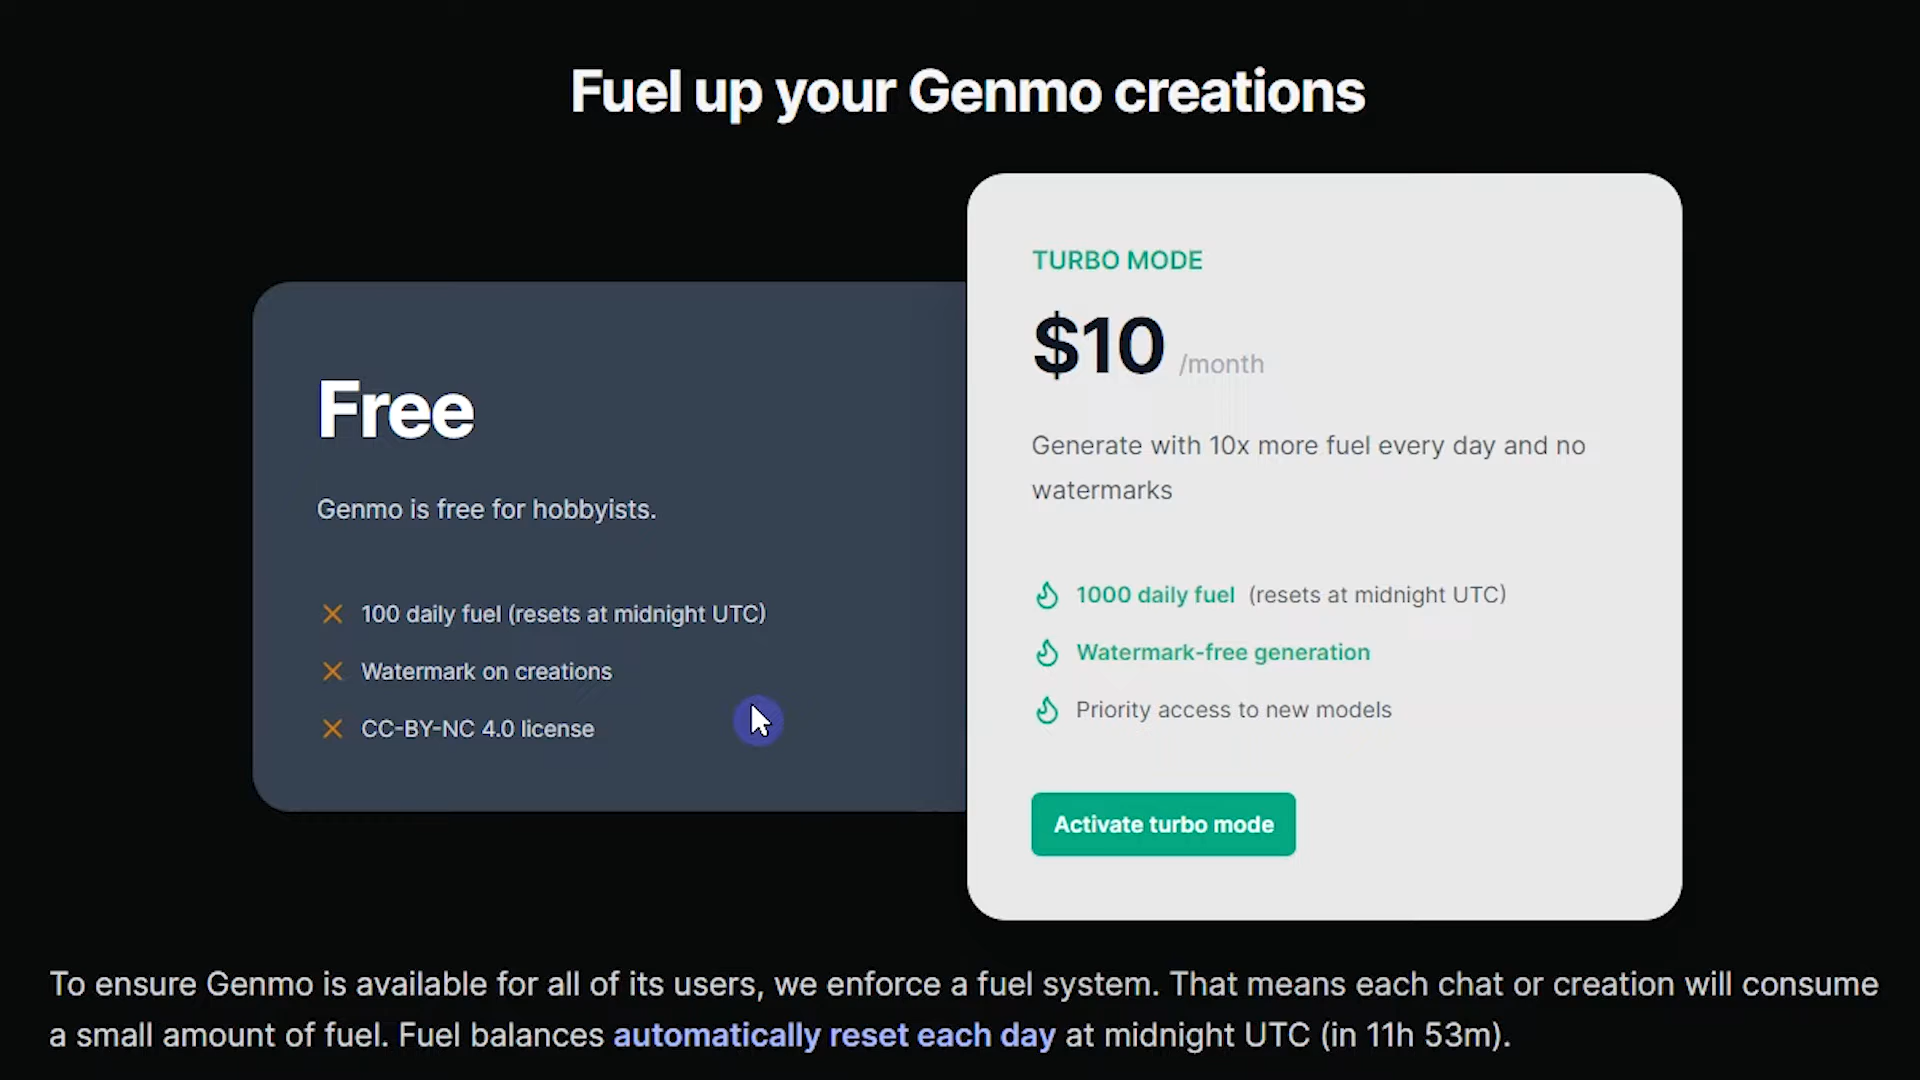 Fuel up your Genmo creations
Free
Genmo is free for hobbyists.
100 daily fuel (resets at midnight UTC)
Watermark on creations
CC-BY-NC 4.0 license
TURBO MODE
$10 /month
Generate with 10x more fuel every day and no
watermarks
1000 daily fuel (resets at midnight UTC)
Watermark-free generation
Priority access to new models
Activate turbo mode
To ensure Genmo is available for all of its users, we enforce a fuel system. That means each chat or creation will consume
a small amount of fuel. Fuel balances automatically reset each day at midnight UTC (in 11h 53m).